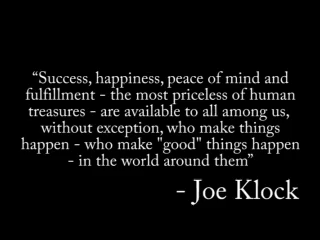 “Success, happiness, peace of mind and
fulfillment - the most priceless of human
treasures - are available to all among us,
without exception, who make things
happen - who make "good" things happen
- in the world around them”
- Joe Klock